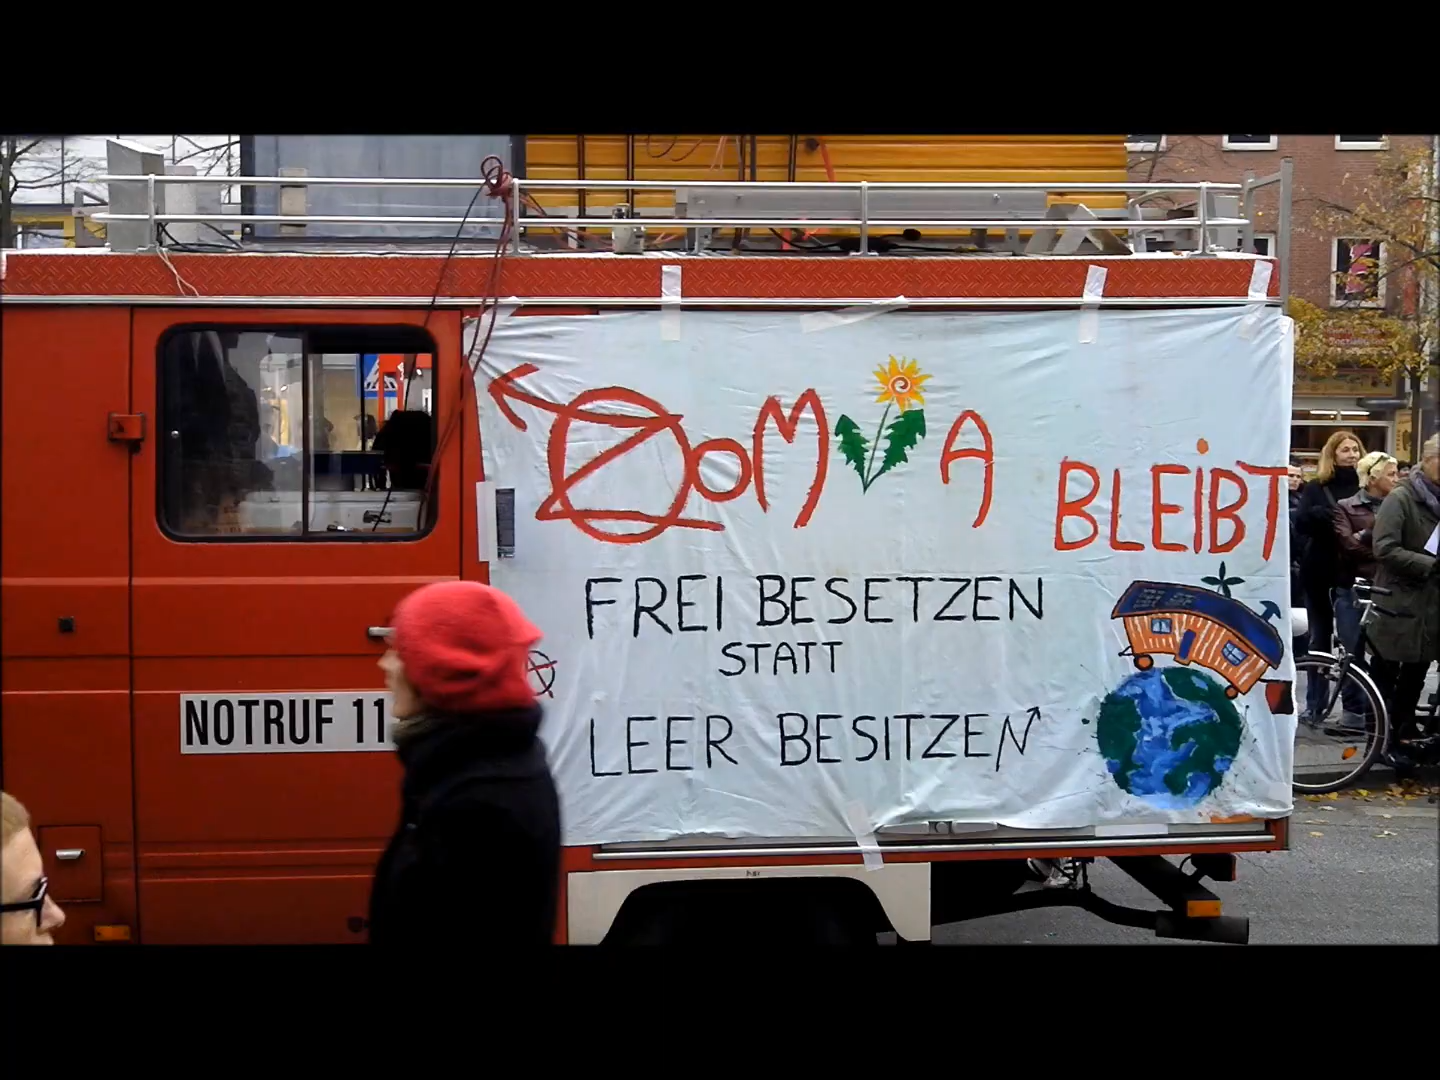 ZOMIA BLEIBT
FREI BESETZEN
STATT
LEER BESITZEN
NOTRUF 11